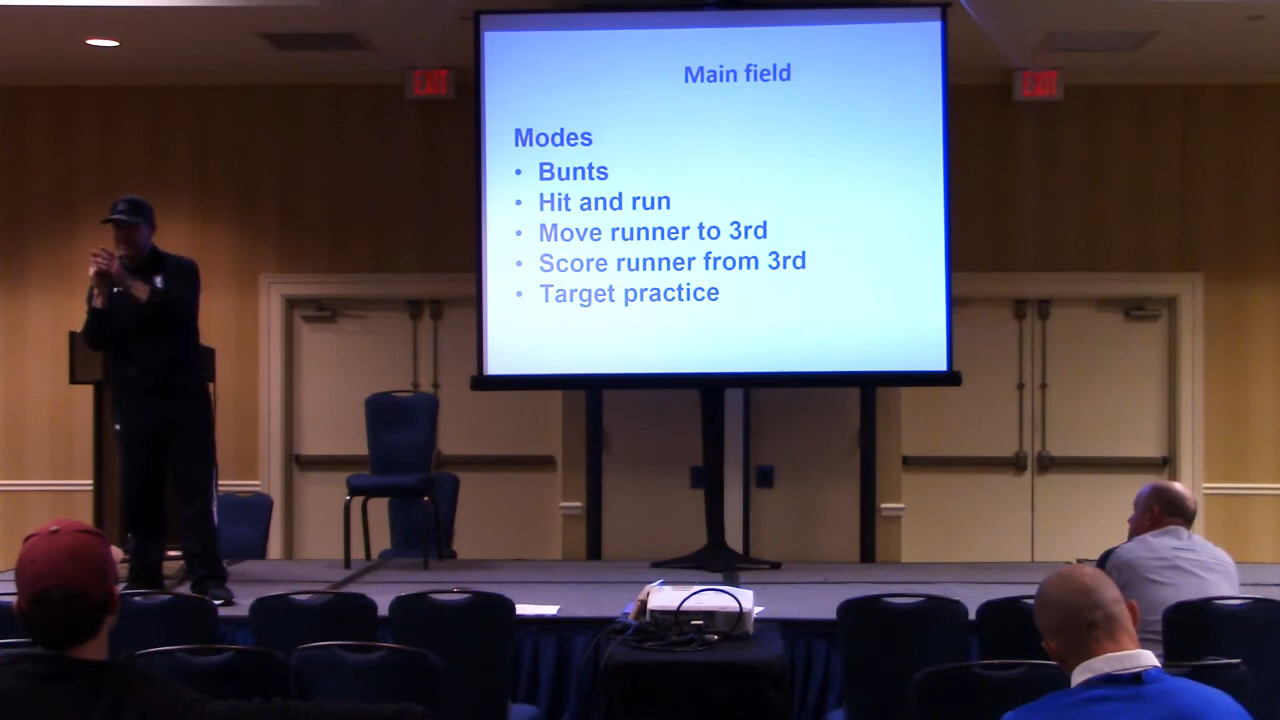 EXIT
EXIT
Main field
Modes
• Bunts
• Hit and run
• Move runner to 3rd
• Score runner from 3rd
• Target practice